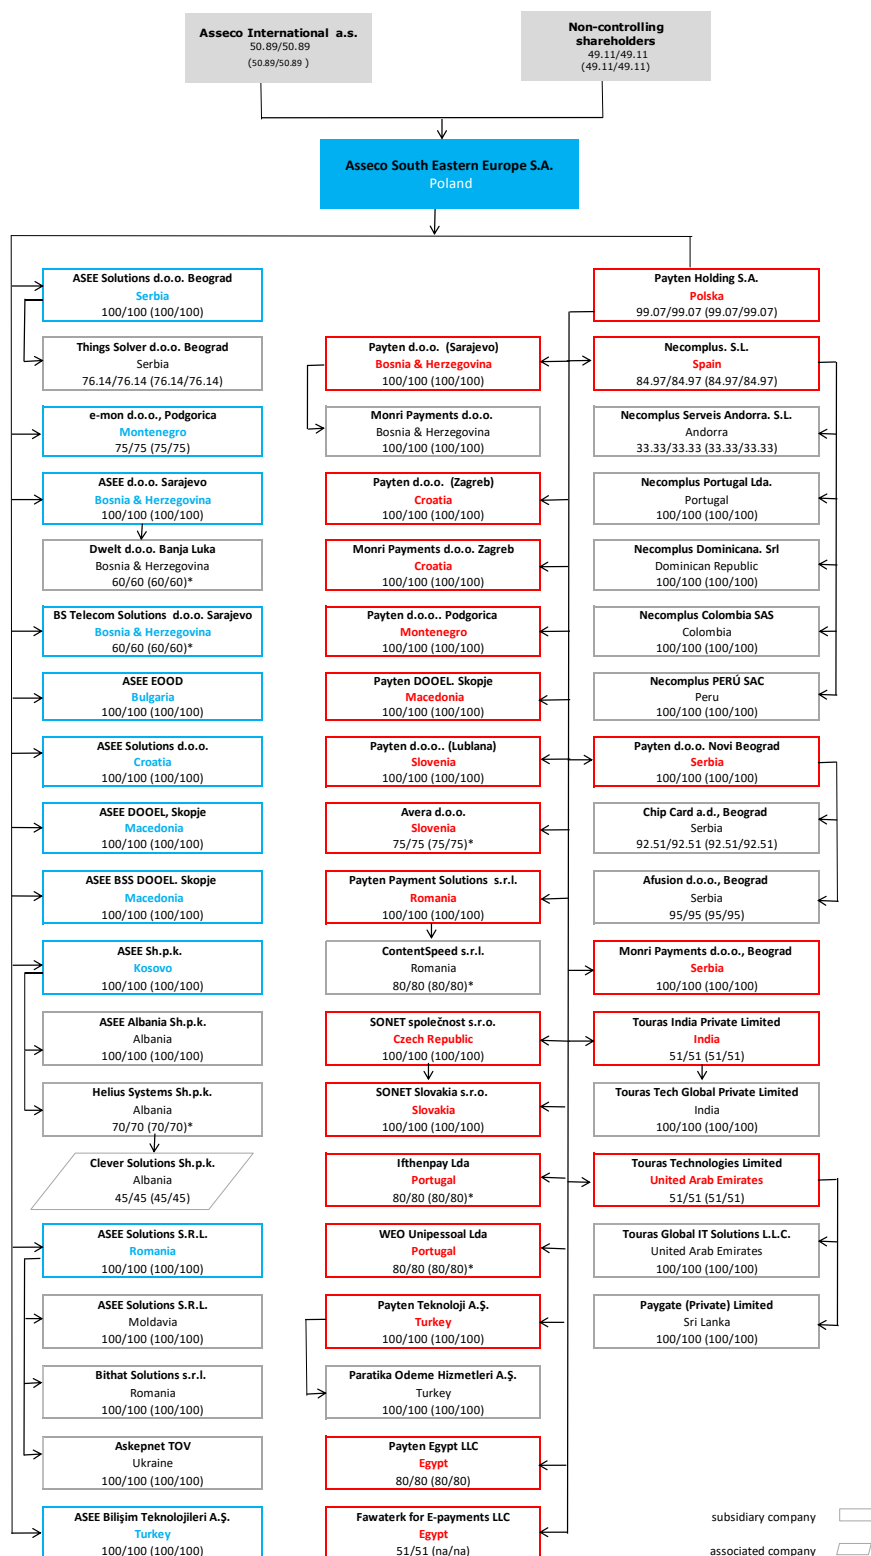 Asseco International a.s.
50.89/50.89
(50.89/50.89 )
Non-controlling
shareholders
49.11/49.11
(49.11/49.11)
Asseco South Eastern Europe S.A.
Poland
ASEE Solutions d.o.o. Beograd
Serbia
100/100 (100/100)
Things Solver d.o.o. Beograd
Serbia
76.14/76.14 (76.14/76.14)
e-mon d.o.o., Podgorica
Montenegro
75/75 (75/75)
ASEE d.o.o. Sarajevo
Bosnia & Herzegovina
100/100 (100/100)
Dwelt d.o.o. Banja Luka
Bosnia & Herzegovina
60/60 (60/60)*
BS Telecom Solutions d.o.o. Sarajevo
Bosnia & Herzegovina
60/60 (60/60)*
ASEE EOOD
Bulgaria
100/100 (100/100)
ASEE Solutions d.o.o.
Croatia
100/100 (100/100)
ASEE DOOEL, Skopje
Macedonia
100/100 (100/100)
ASEE BSS DOOEL. Skopje
Macedonia
100/100 (100/100)
ASEE Sh.p.k.
Kosovo
100/100 (100/100)
ASEE Albania Sh.p.k.
Albania
100/100 (100/100)
Helius Systems Sh.p.k.
Albania
70/70 (70/70)*
Clever Solutions Sh.p.k.
Albania
45/45 (45/45)
ASEE Solutions S.R.L.
Romania
100/100 (100/100)
ASEE Solutions S.R.L.
Moldavia
100/100 (100/100)
Bithat Solutions s.r.l.
Romania
100/100 (100/100)
Askepnet TOV
Ukraine
100/100 (100/100)
ASEE Bilişim Teknolojileri A.Ş.
Turkey
100/100 (100/100)
Payten d.o.o. (Sarajevo)
Bosnia & Herzegovina
100/100 (100/100)
Monri Payments d.o.o.
Bosnia & Herzegovina
100/100 (100/100)
Payten d.o.o. (Zagreb)
Croatia
100/100 (100/100)
Monri Payments d.o.o. Zagreb
Croatia
100/100 (100/100)
Payten d.o.o.. Podgorica
Montenegro
100/100 (100/100)
Payten DOOEL. Skopje
Macedonia
100/100 (100/100)
Payten d.o.o.. (Lublana)
Slovenia
100/100 (100/100)
Avera d.o.o.
Slovenia
75/75 (75/75)*
Payten Payment Solutions s.r.l.
Romania
100/100 (100/100)
ContentSpeed s.r.l.
Romania
80/80 (80/80)*
SONET společnost s.r.o.
Czech Republic
100/100 (100/100)
SONET Slovakia s.r.o.
Slovakia
100/100 (100/100)
Ifthenpay Lda
Portugal
80/80 (80/80)*
WEO Unipessoal Lda
Portugal
80/80 (80/80)*
Payten Teknoloji A.Ş.
Turkey
100/100 (100/100)
Paratika Odeme Hizmetleri A.Ş.
Turkey
100/100 (100/100)
Payten Egypt LLC
Egypt
80/80 (80/80)
Fawaterk for E-payments LLC
Egypt
51/51 (na/na)
Payten Holding S.A.
Polska
99.07/99.07 (99.07/99.07)
Necomplus. S.L.
Spain
84.97/84.97 (84.97/84.97)
Necomplus Serveis Andorra. S.L.
Andorra
33.33/33.33 (33.33/33.33)
Necomplus Portugal Lda.
Portugal
100/100 (100/100)
Necomplus Dominicana. Srl
Dominican Republic
100/100 (100/100)
Necomplus Colombia SAS
Colombia
100/100 (100/100)
Necomplus PERÚ SAC
Peru
100/100 (100/100)
Payten d.o.o. Novi Beograd
Serbia
100/100 (100/100)
Chip Card a.d., Beograd
Serbia
92.51/92.51 (92.51/92.51)
Afusion d.o.o., Beograd
Serbia
95/95 (95/95)
Monri Payments d.o.o., Beograd
Serbia
100/100 (100/100)
Touras India Private Limited
India
51/51 (51/51)
Touras Tech Global Private Limited
India
100/100 (100/100)
Touras Technologies Limited
United Arab Emirates
51/51 (51/51)
Touras Global IT Solutions L.L.C.
United Arab Emirates
100/100 (100/100)
Paygate (Private) Limited
Sri Lanka
100/100 (100/100)
subsidiary company
associated company